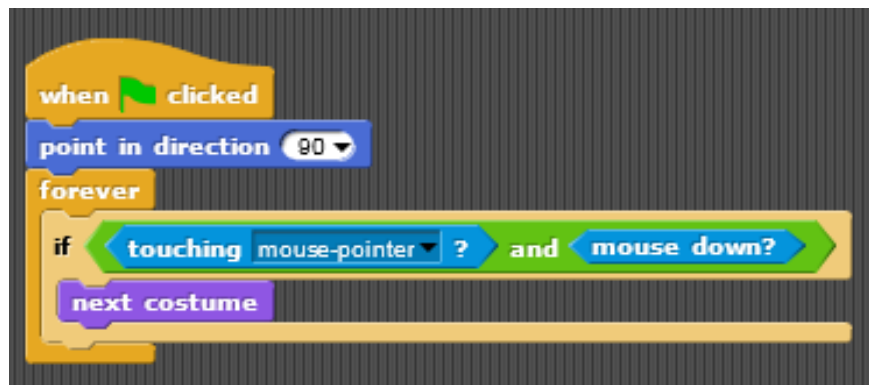 when clicked
point in direction 90
forever
if touching mouse-pointer ? and mouse down?
next costume